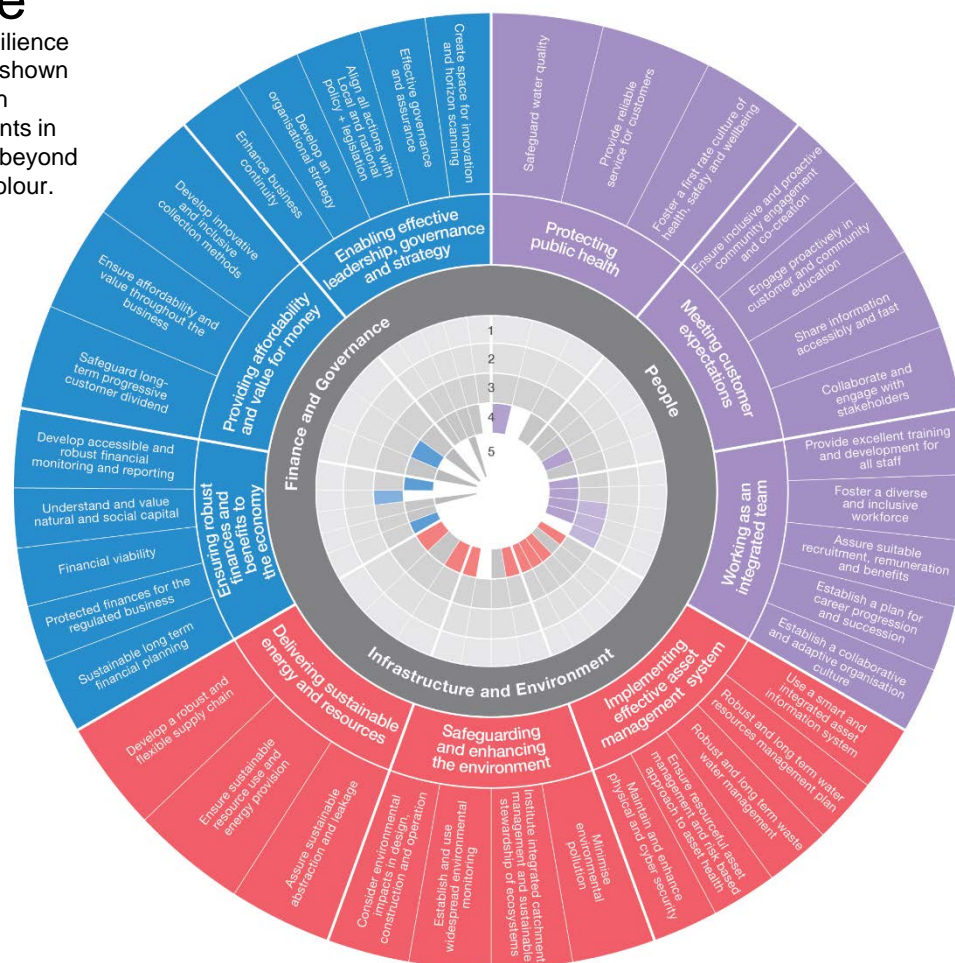 e
ilience
shown
n
nts in
beyond
olour.
Create space for innovation
and horizon scanning
Effective governance
and assurance
Align all actions with
Local and national
policy + legislation
Develop an
organisational strategy
Enhance business
continuity
Enabling effective
leadership, governance
and strategy
Develop innovative
and inclusive
collection methods
Ensure affordability and
value throughout the
business
Safeguard long-
term progressive
customer dividend
Providing affordability
and value for money
Develop accessible and
robust financial
monitoring and reporting
Understand and value
natural and social capital
Financial viability
Protected finances for the
regulated business
Sustainable long term
financial planning
Ensuring robust
finances and
benefits to
the economy
Safeguard water quality
Provide reliable
service for customers
Foster a first rate culture of
health, safety and wellbeing
Protecting
public health
Ensure inclusive and proactive
community engagement
and co-creation
Engage proactively in
customer and community
education
Share information
accessibly and fast
Collaborate and
engage with
stakeholders
Meeting customer
expectations
Provide excellent training
and development for
all staff
Foster a diverse
and inclusive
workforce
Assure suitable
recruitment, remuneration
and benefits
Establish a plan for
career progression
and succession
Establish a collaborative
and adaptive organisation
culture
Working as an
integrated team
Finance and Governance
People
Infrastructure and Environment
1
2
3
4
5
Use a smart and
integrated asset
information system
Robust and long term water
resources management plan
Robust and long term waste
water management
Ensure resourceful asset
management and risk based
approach to asset health
Maintain and enhance
physical and cyber security
Implementing
effective asset
management system
Minimise
environmental
pollution
Institute integrated catchment
management and sustainable
stewardship of ecosystems
Establish and use
widespread environmental
monitoring
Consider environmental
impacts in design,
construction and operation
Safeguarding
and enhancing
the environment
Assure sustainable
abstraction and leakage
Ensure sustainable
resource use and
energy provision
Develop a robust and
flexible supply chain
Delivering sustainable
energy and resources